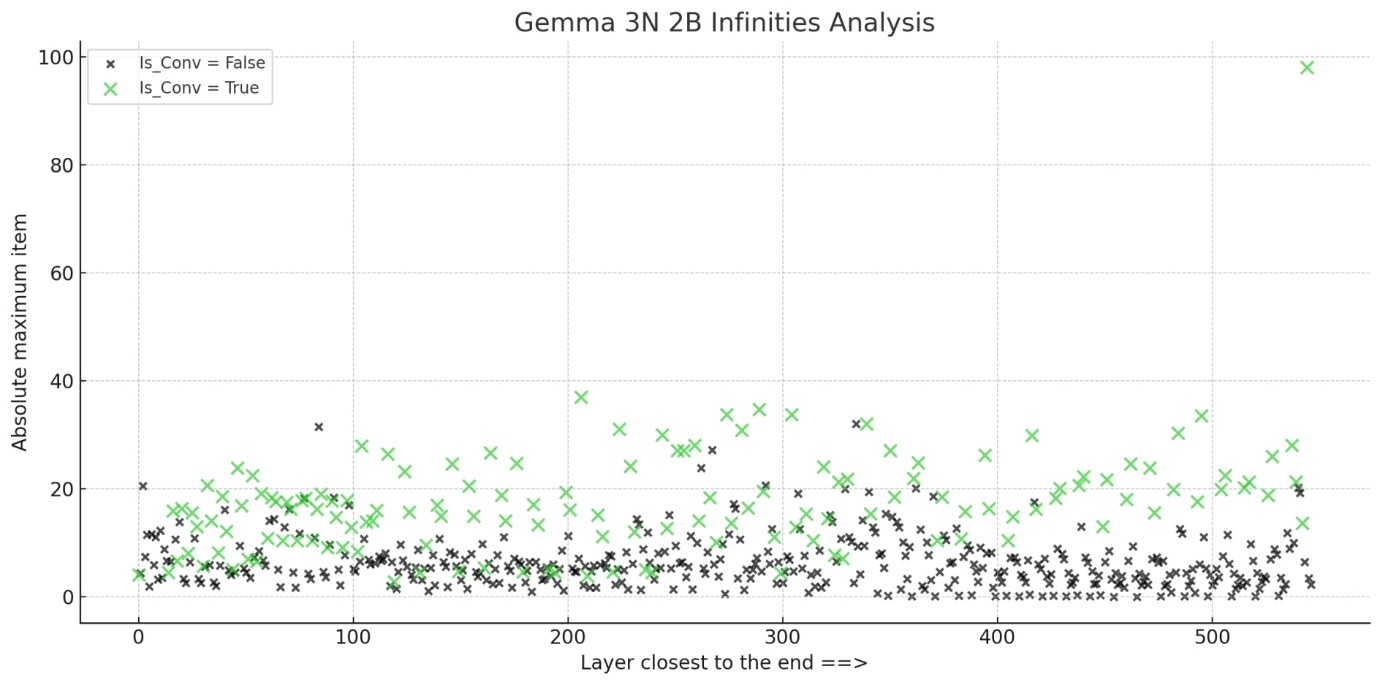 Gemma 3N 2B Infinities Analysis
Is_Conv = False
Is_Conv = True
Absolute maximum item
100
80
60
40
20
0
0 100 200 300 400 500
Layer closest to the end ==>